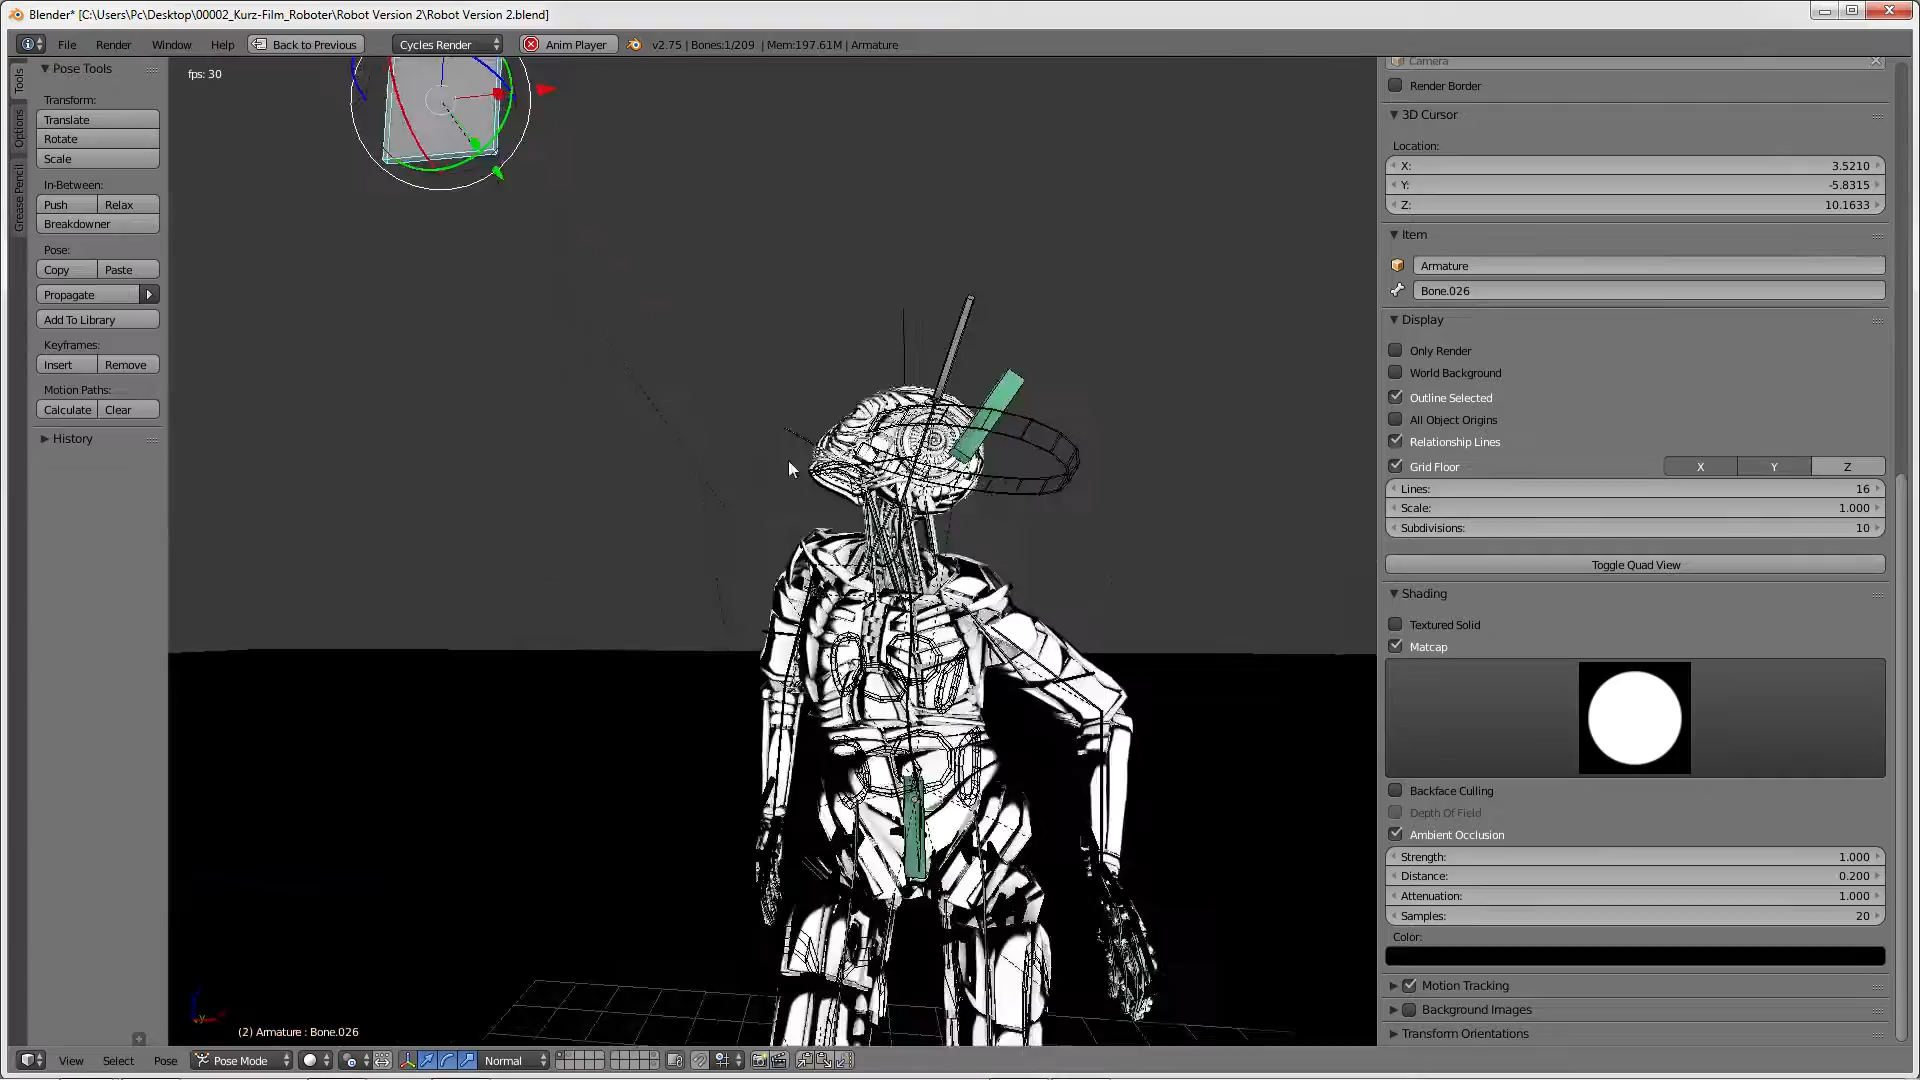 Blender* [C:\Users\Pc\Desktop\00002_Kurz-Film_Roboter\Robot Version 2\Robot Version 2.blend]
File Render Window Help Back to Previous Cycles Render Anim Player v2.75 | Bones:1/209 | Mem:197.61M | Armature
Tools
Options
Grease Pencil
Pose Tools
Transform:
Translate
Rotate
Scale
In-Between:
Push Relax
Breakdowner
Pose:
Copy Paste
Propagate
Add To Library
Keyframes:
Insert Remove
Motion Paths:
Calculate Clear
History
fps: 30
(2) Armature : Bone.026
Camera
Render Border
3D Cursor
Location:
X: 3.5210
Y: -5.8315
Z: 10.1633
Item
Armature
Bone.026
Display
Only Render
World Background
Outline Selected
All Object Origins
Relationship Lines
Grid Floor X Y Z
Lines: 16
Scale: 1.000
Subdivisions: 10
Toggle Quad View
Shading
Textured Solid
Matcap
Backface Culling
Depth Of Field
Ambient Occlusion
Strength: 1.000
Distance: 0.200
Attenuation: 1.000
Samples: 20
Color:
Motion Tracking
Background Images
Transform Orientations
View Select Pose Pose Mode Normal